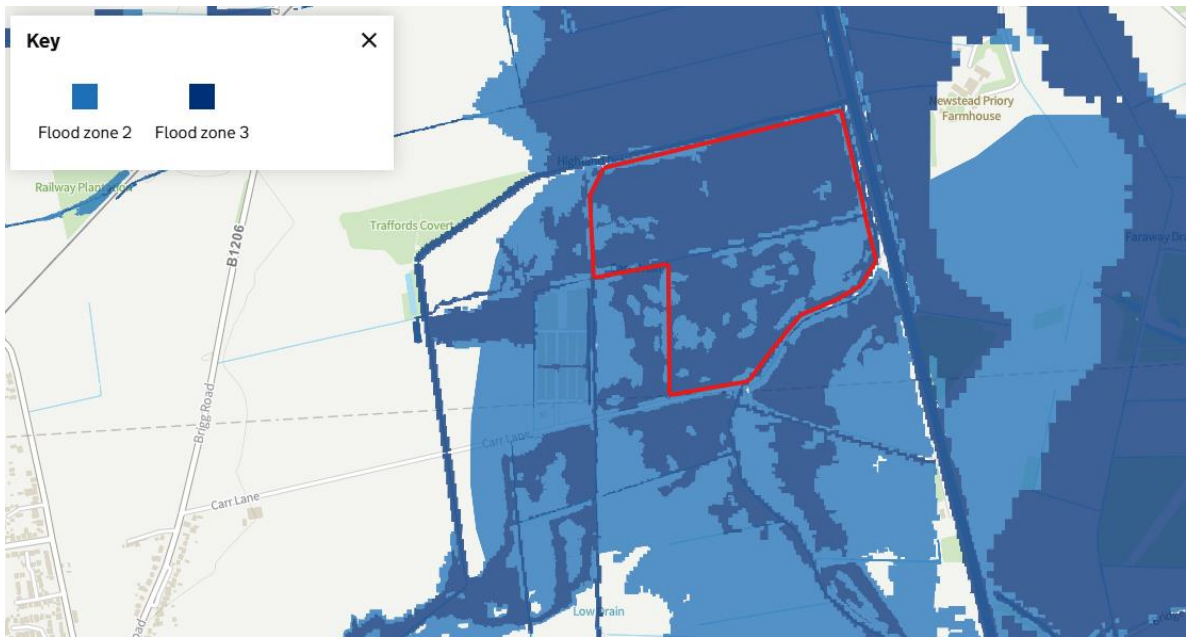 Key
Flood zone 2
Flood zone 3
Newstead Priory
Farmhouse
Railway Plantation
Traffords Covert
B1206
Brigg Road
Carr Lane
Carr Lane
Low Drain